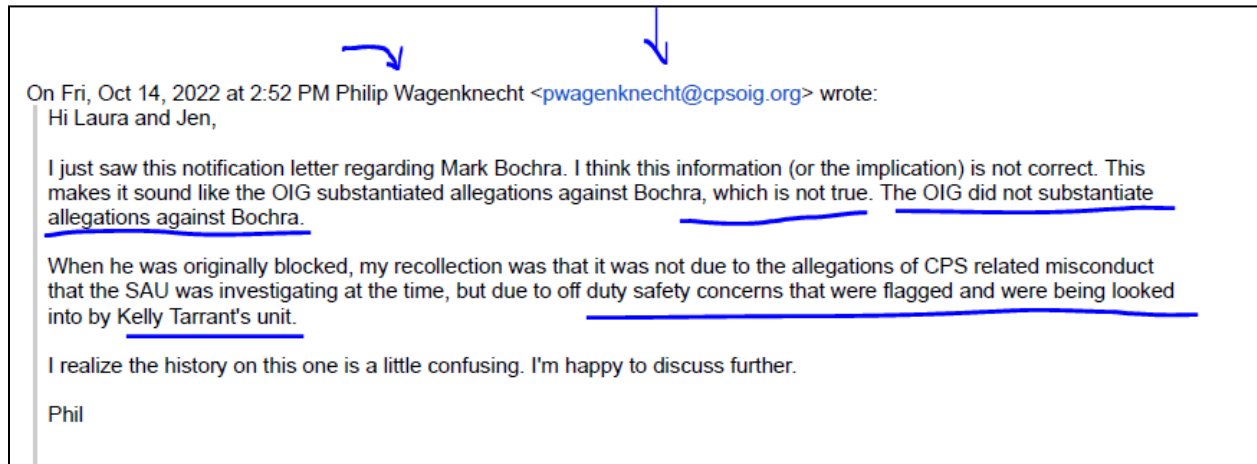 On Fri, Oct 14, 2022 at 2:52 PM Philip Wagenknecht <pwagenknecht@cpsoig.org> wrote:
Hi Laura and Jen,
I just saw this notification letter regarding Mark Bochra. I think this information (or the implication) is not correct. This
makes it sound like the OIG substantiated allegations against Bochra, which is not true. The OIG did not substantiate
allegations against Bochra.
When he was originally blocked, my recollection was that it was not due to the allegations of CPS related misconduct
that the SAU was investigating at the time, but due to off duty safety concerns that were flagged and were being looked
into by Kelly Tarrant's unit.
I realize the history on this one is a little confusing. I'm happy to discuss further.
Phil